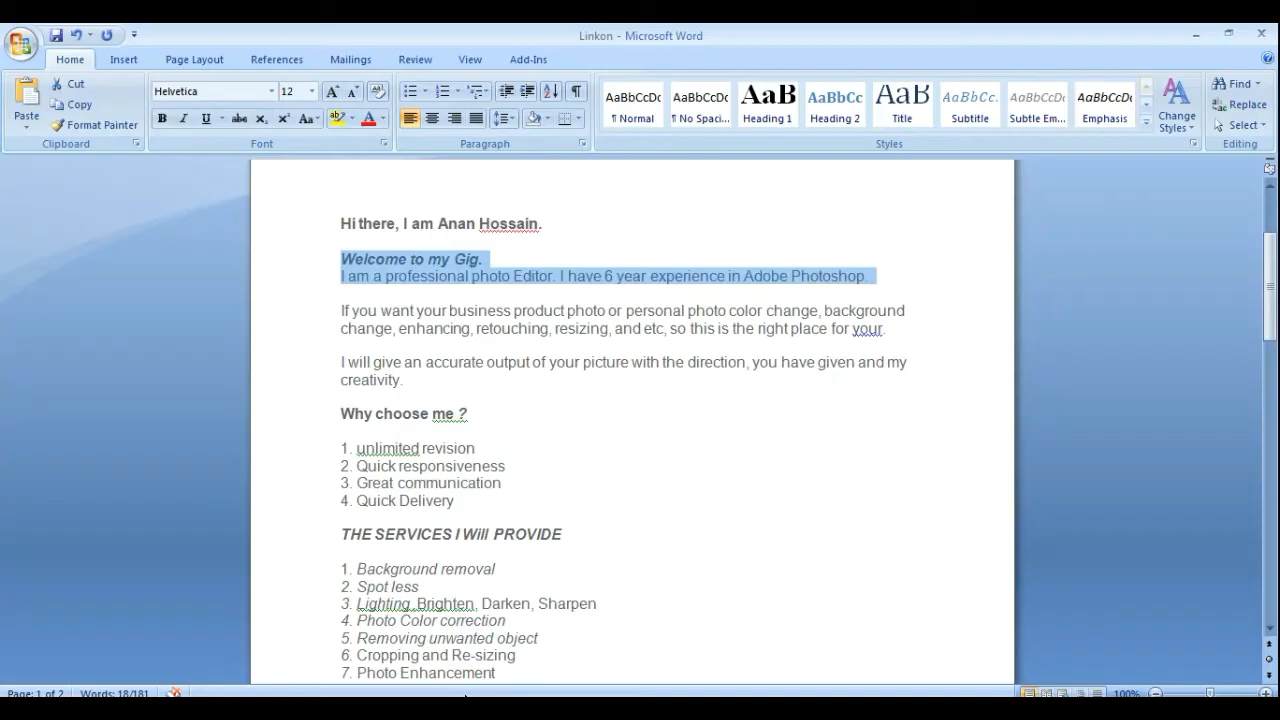 Linkon - Microsoft Word
Home Insert Page Layout References Mailings Review View Add-Ins
Paste Cut Copy Format Painter Clipboard
Helvetica 12 Font
Paragraph
AaBbCcDc ¶ Normal AaBbCcDc ¶ No Spaci... AaB Heading 1 AaBbCc Heading 2 AaB Title AaBbCc. Subtitle AaBbCcDc Subtle Em... AaBbCcDc Emphasis Change Styles Styles
Find Replace Select Editing
Hi there, I am Anan Hossain.
Welcome to my Gig.
I am a professional photo Editor. I have 6 year experience in Adobe Photoshop.
If you want your business product photo or personal photo color change, background
change, enhancing, retouching, resizing, and etc, so this is the right place for your.
I will give an accurate output of your picture with the direction, you have given and my
creativity.
Why choose me ?
1. unlimited revision
2. Quick responsiveness
3. Great communication
4. Quick Delivery
THE SERVICES I Will PROVIDE
1. Background removal
2. Spot less
3. Lighting, Brighten, Darken, Sharpen
4. Photo Color correction
5. Removing unwanted object
6. Cropping and Re-sizing
7. Photo Enhancement
Page: 1 of 2 Words: 18/181 100%